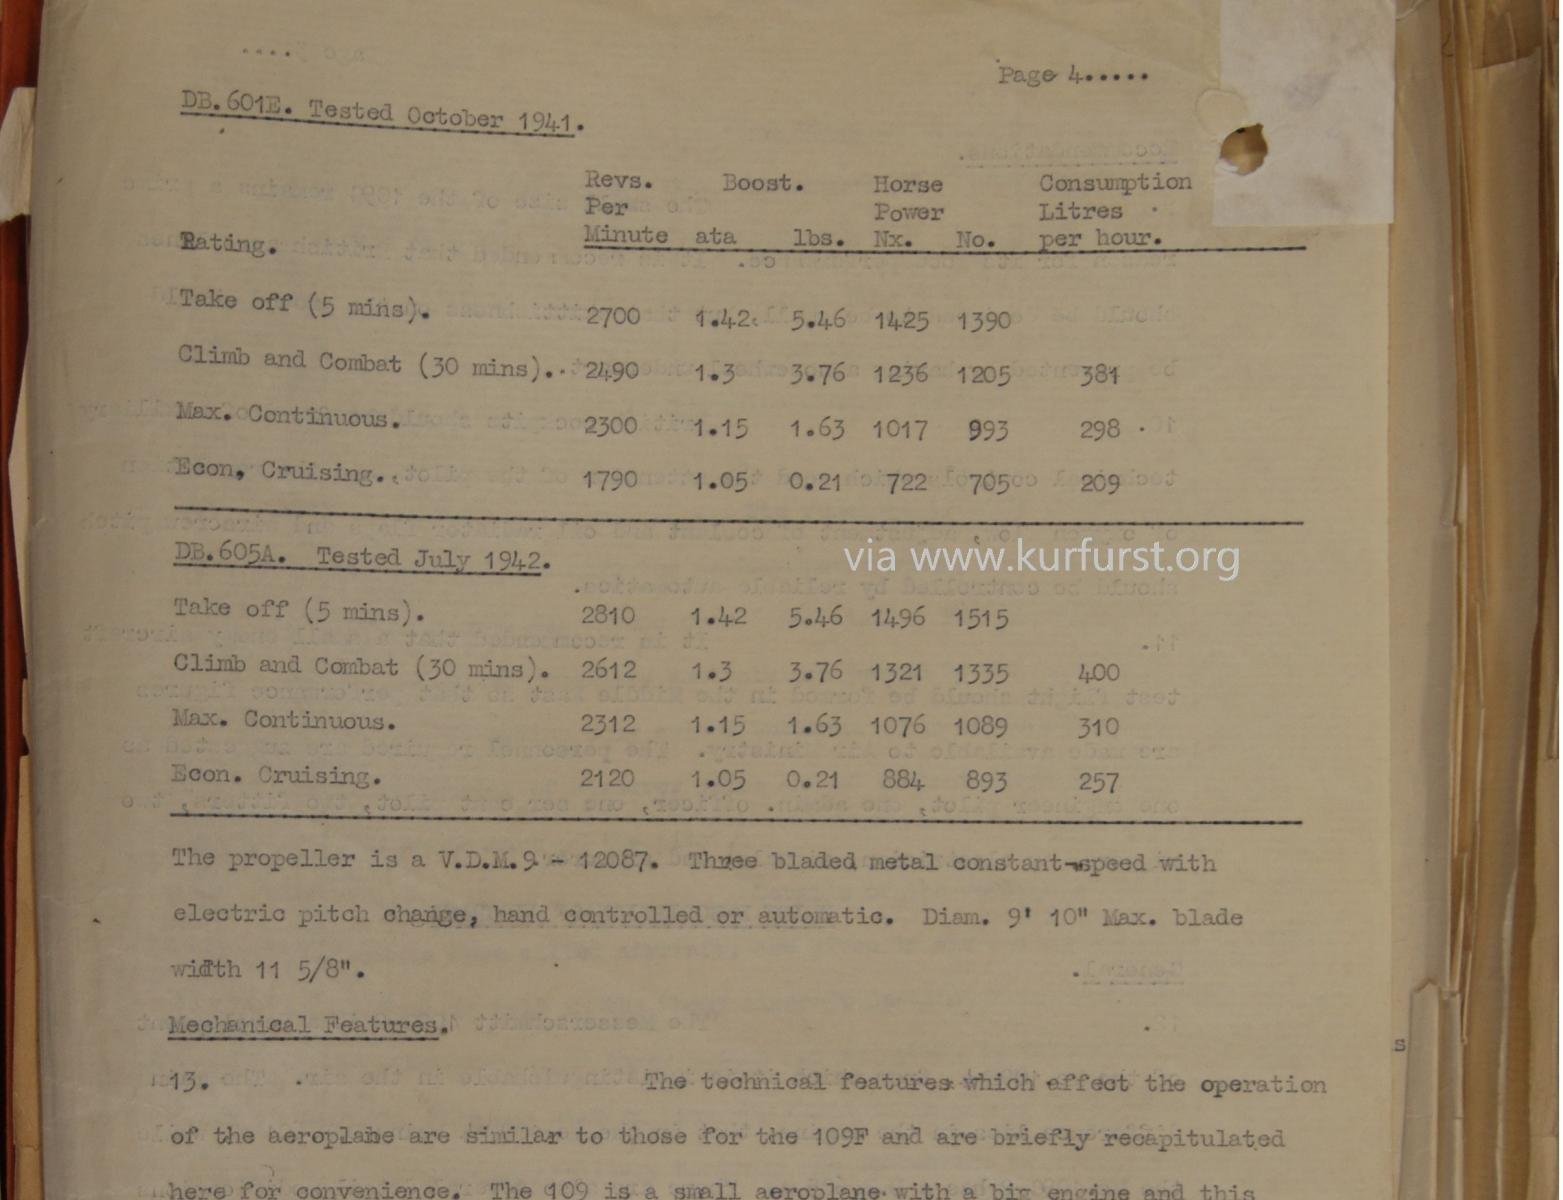 Page 4.....
DB.601E. Tested October 1941.
Revs. Boost. Horse Consumption
Per Power Litres
Rating. Minute ata lbs. Nx. No. per hour.
Take off (5 mins). 2700 1.42 5.46 1425 1390
Climb and Combat (30 mins). 2490 1.3 3.76 1236 1205 381
Max. Continuous. 2300 1.15 1.63 1017 993 298
Econ. Cruising. 1790 1.05 0.21 722 705 209
DB.605A. Tested July 1942.
via www.kurfurst.org
Take off (5 mins). 2810 1.42 5.46 1496 1515
Climb and Combat (30 mins). 2612 1.3 3.76 1321 1335 400
Max. Continuous. 2312 1.15 1.63 1076 1089 310
Econ. Cruising. 2120 1.05 0.21 884 893 257
The propeller is a V.D.M.9 - 12087. Three bladed metal constant-speed with
electric pitch change, hand controlled or automatic. Diam. 9' 10" Max. blade
width 11 5/8".
Mechanical Features.
13. The technical features which affect the operation
of the aeroplane are similar to those for the 109F and are briefly recapitulated
here for convenience. The 109 is a small aeroplane with a big engine and this
s